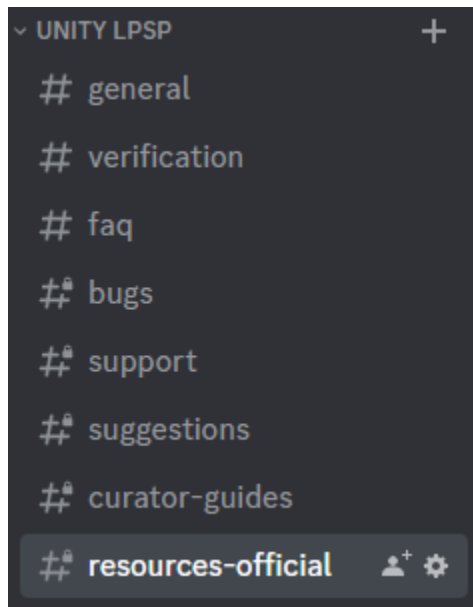 UNITY LPSP
general
verification
faq
bugs
support
suggestions
curator-guides
resources-official